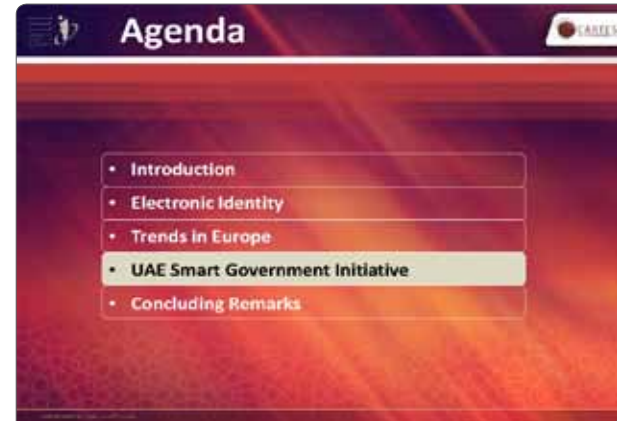 Agenda
• Introduction
• Electronic Identity
• Trends in Europe
• UAE Smart Government Initiative
• Concluding Remarks